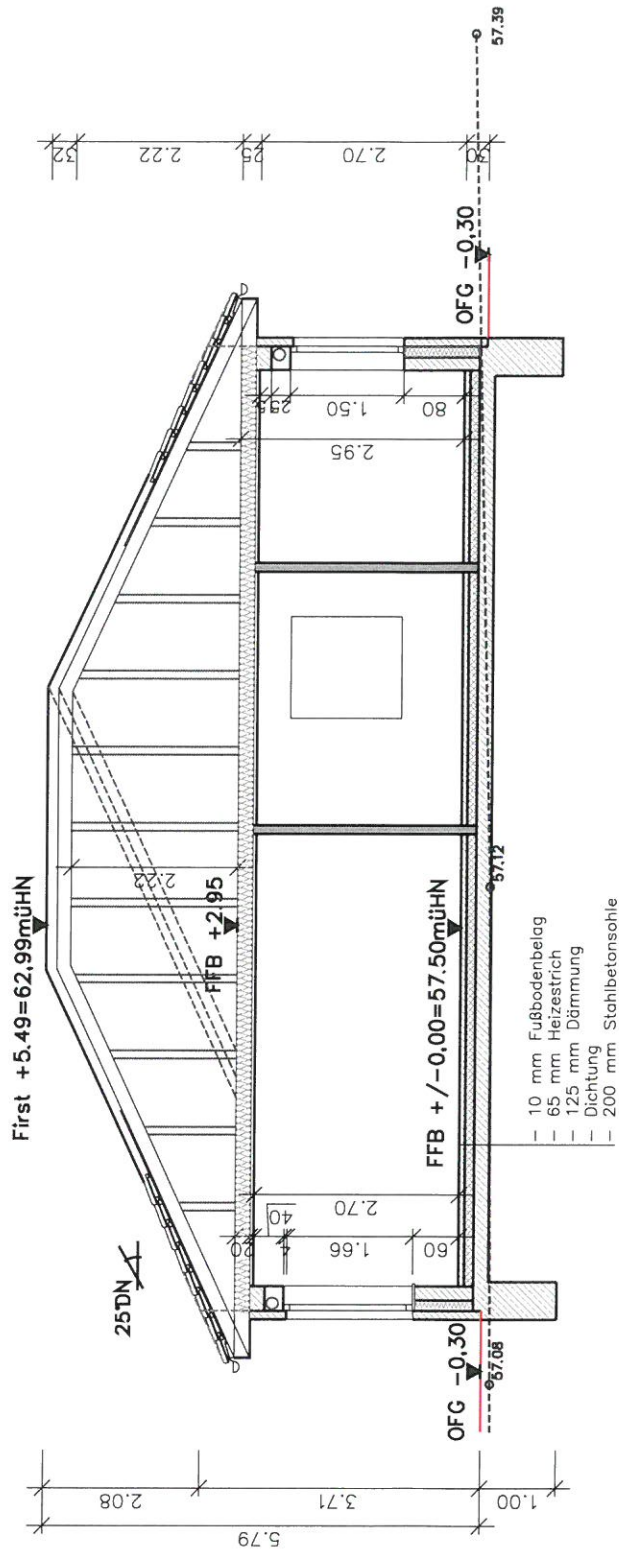 First +5.49=62,99müHN
25°DN
2.22
FFB +2.95
40
2.70
1.66
60
FFB +/-0,00=57.50müHN
25
1.50
80
2.95
OFG -0,30
57.08
57.12
OFG -0,30
57.39
- 10 mm Fußbodenbelag
- 65 mm Heizestrich
- 125 mm Dämmung
- Dichtung
- 200 mm Stahlbetonsohle
5.79
2.08
3.71
1.00
32
2.22
25
2.70
30